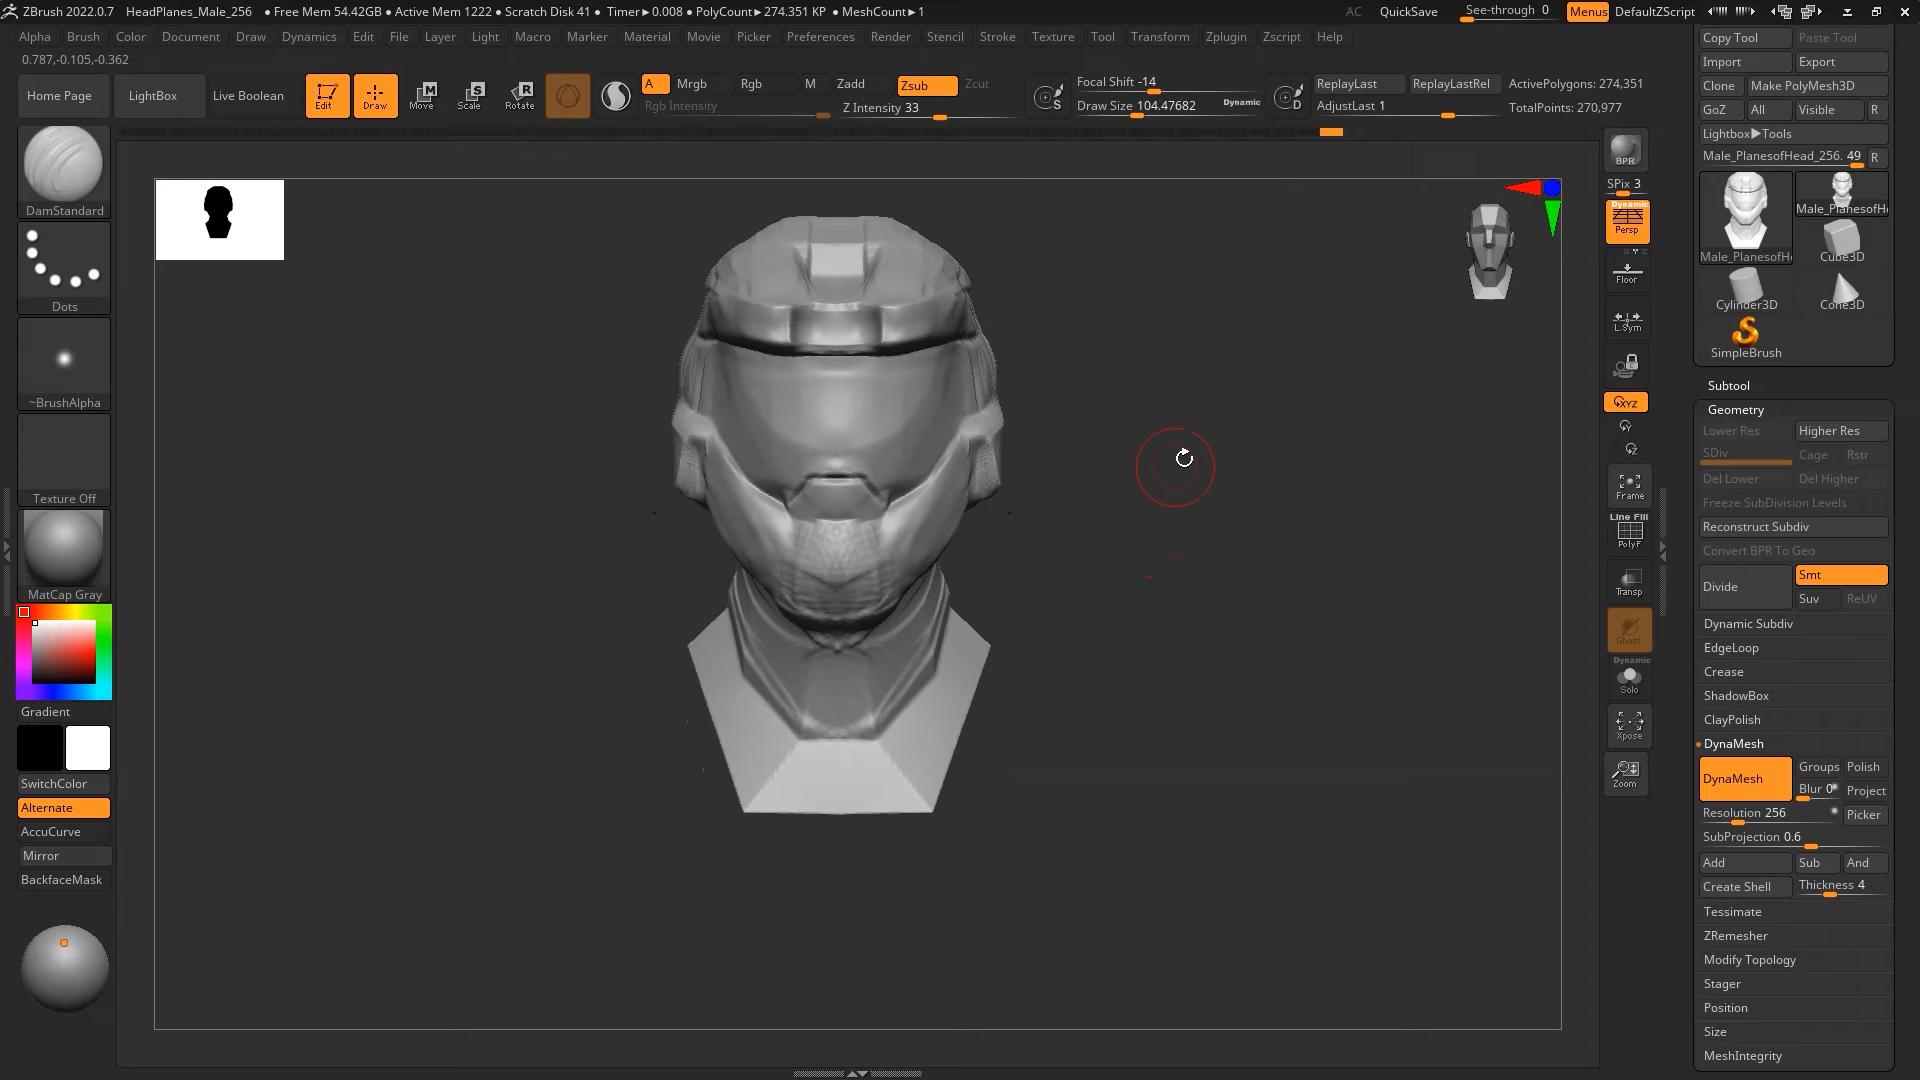 ZBrush 2022.0.7 HeadPlanes_Male_256 ● Free Mem 54.42GB ● Active Mem 1222 ● Scratch Disk 41 ● Timer▸0.008 ● PolyCount▸274.351 KP ● MeshCount▸1 AC QuickSave See-through 0 Menus DefaultZScript
Alpha Brush Color Document Draw Dynamics Edit File Layer Light Macro Marker Material Movie Picker Preferences Render Stencil Stroke Texture Tool Transform Zplugin Zscript Help
0.787,-0.105,-0.362
Home Page LightBox Live Boolean Edit Draw Move Scale Rotate
A Mrgb Rgb M Zadd Zsub Zcut
Rgb Intensity Z Intensity 33
Focal Shift -14
Draw Size 104.47682 Dynamic
ReplayLast ReplayLastRel ActivePolygons: 274,351
AdjustLast 1 TotalPoints: 270,977
DamStandard
Dots
~BrushAlpha
Texture Off
MatCap Gray
Gradient
SwitchColor
Alternate
AccuCurve
Mirror
BackfaceMask
BPR
SPix 3
Dynamic
Persp
Floor
L.Sym
XYZ
Frame
Line Fill
PolyF
Transp
Ghost
Dynamic
Solo
Xpose
Zoom
Copy Tool Paste Tool
Import Export
Clone Make PolyMesh3D
GoZ All Visible R
Lightbox▶Tools
Male_PlanesofHead_256. 49 R
Male_PlanesofH Male_PlanesofH
Cube3D
Cylinder3D Cone3D
SimpleBrush
Subtool
Geometry
Lower Res Higher Res
SDiv Cage Rstr
Del Lower Del Higher
Freeze SubDivision Levels
Reconstruct Subdiv
Convert BPR To Geo
Divide Smt
Suv ReUV
Dynamic Subdiv
EdgeLoop
Crease
ShadowBox
ClayPolish
DynaMesh
DynaMesh Groups Polish
Blur 0 Project
Resolution 256 Picker
SubProjection 0.6
Add Sub And
Create Shell Thickness 4
Tessimate
ZRemesher
Modify Topology
Stager
Position
Size
MeshIntegrity